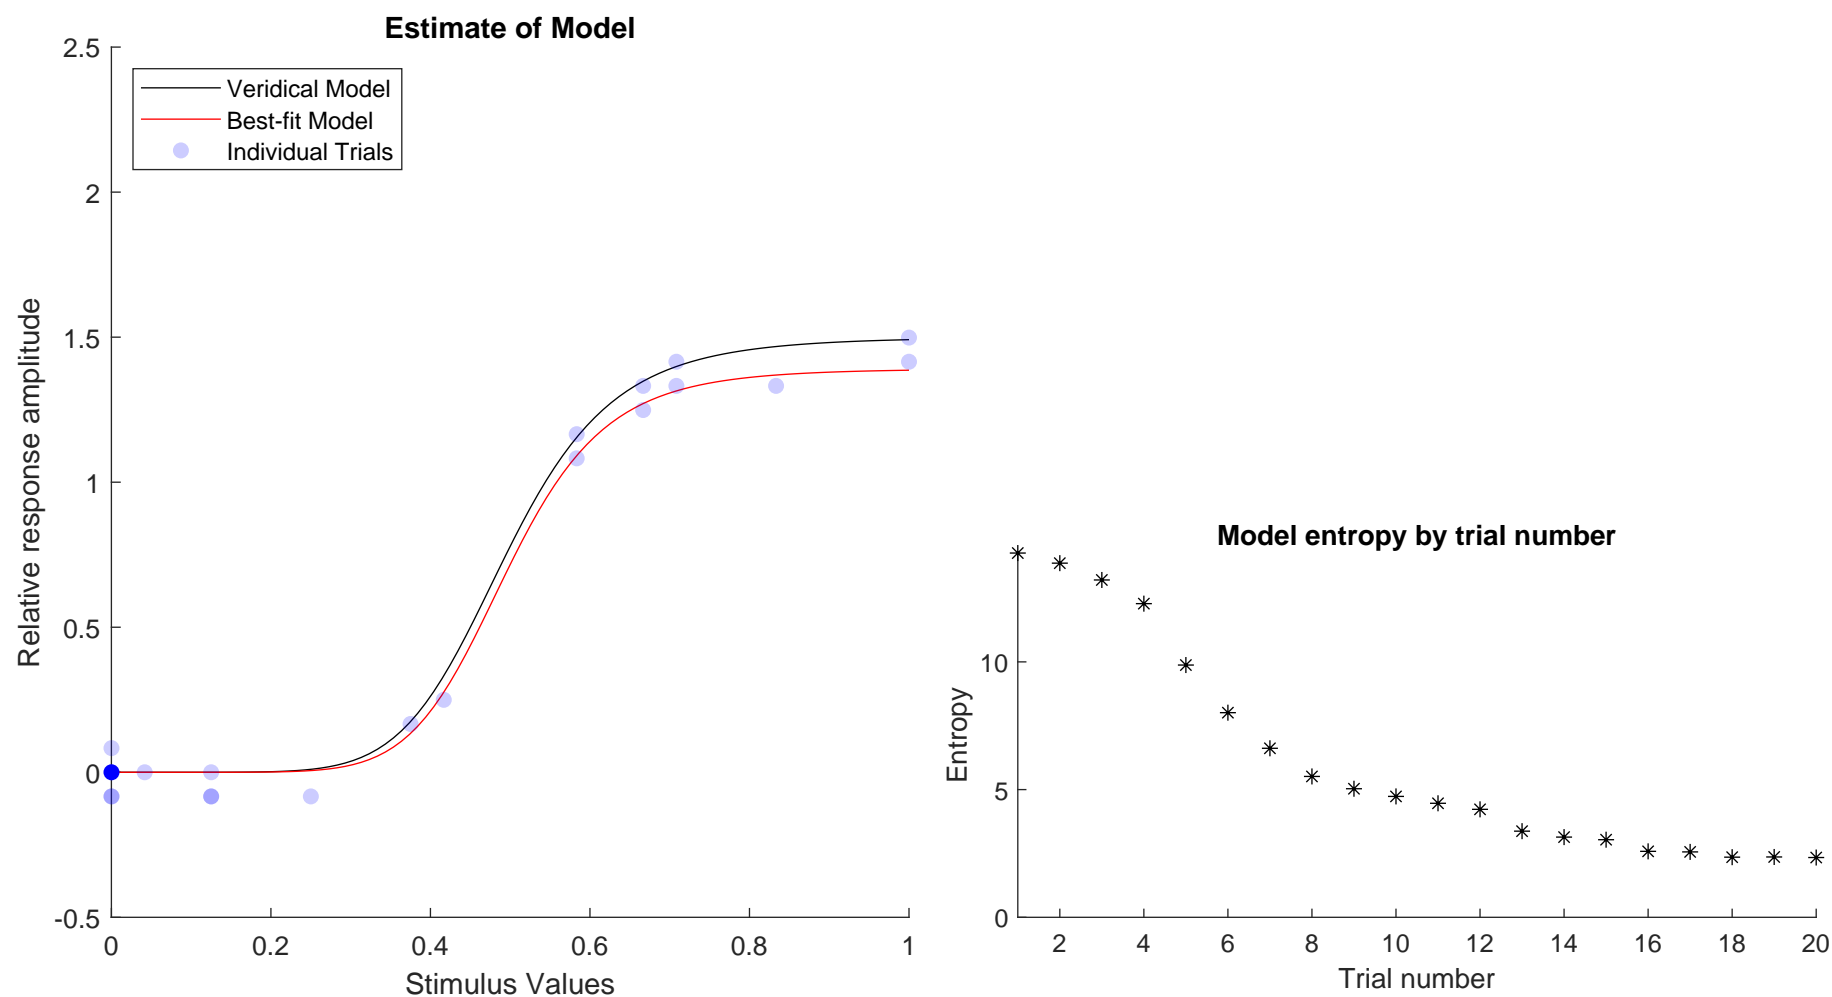 Estimate of Model
2.5
2
1.5
1
0.5
0
-0.5
Relative response amplitude
Veridical Model
Best-fit Model
Individual Trials
0 0.2 0.4 0.6 0.8 1
Stimulus Values
Model entropy by trial number
10
5
0
Entropy
2 4 6 8 10 12 14 16 18 20
Trial number